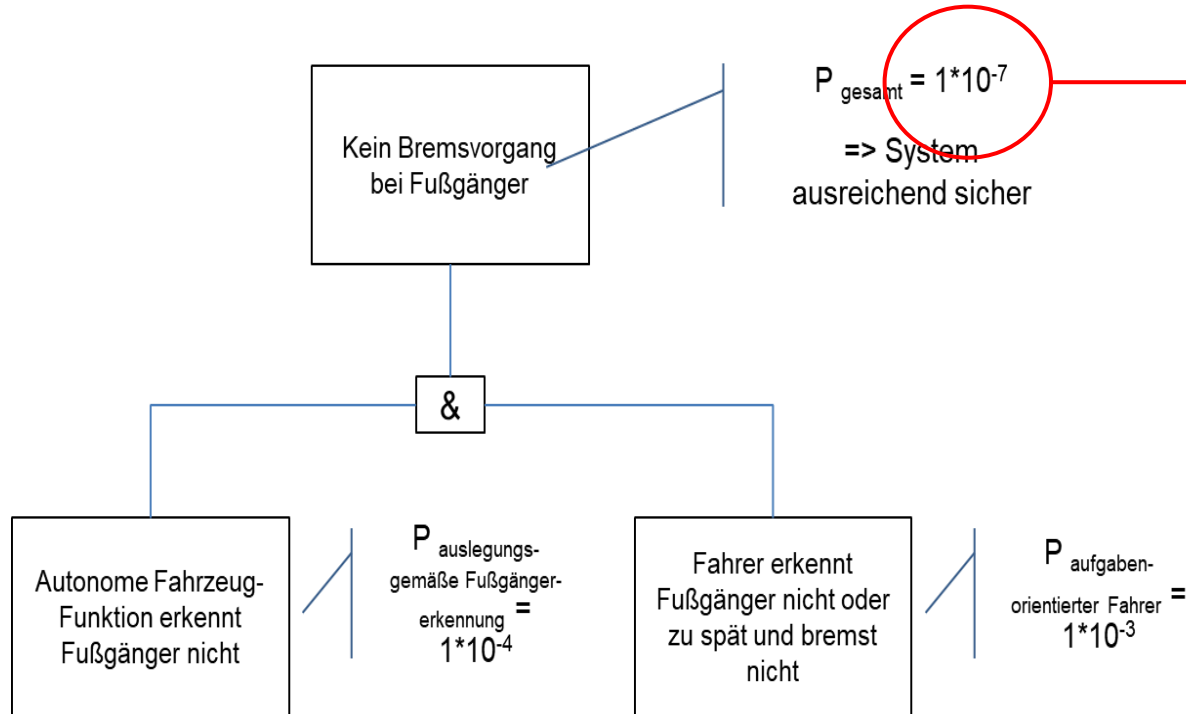 Kein Bremsvorgang
bei Fußgänger
P gesamt = 1*10-7
=> System
ausreichend sicher
&
Autonome Fahrzeug-
Funktion erkennt
Fußgänger nicht
P auslegungs-
gemäße Fußgänger-
erkennung =
1*10-4
Fahrer erkennt
Fußgänger nicht oder
zu spät und bremst
nicht
P aufgaben-
orientierter Fahrer =
1*10-3